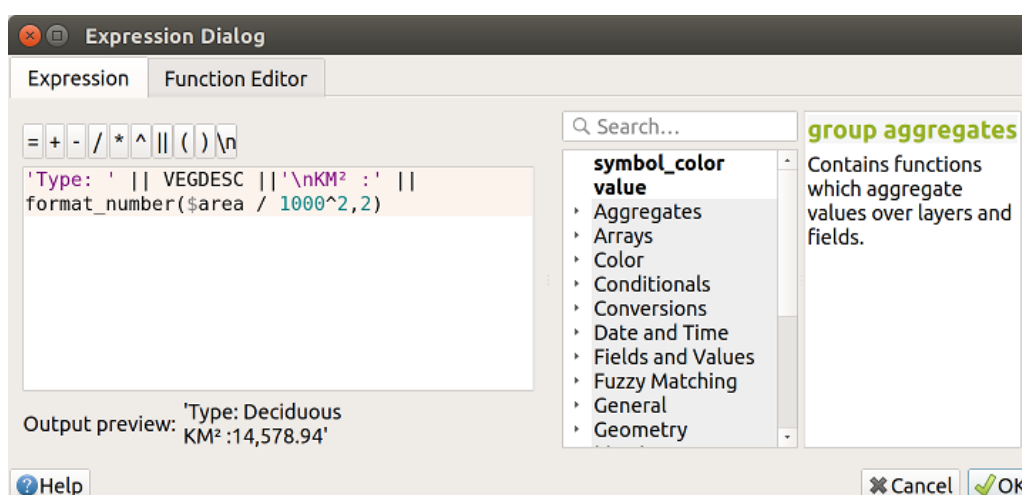 Expression Dialog
Expression
Function Editor
= + - / * ^ || ( ) \n
'Type: ' || VEGDESC ||'\nKM² :' ||
format_number($area / 1000^2,2)
Output preview: 'Type: Deciduous
KM² :14,578.94'
Search...
symbol_color
value
Aggregates
Arrays
Color
Conditionals
Conversions
Date and Time
Fields and Values
Fuzzy Matching
General
Geometry
group aggregates
Contains functions
which aggregate
values over layers and
fields.
Help
Cancel
OK